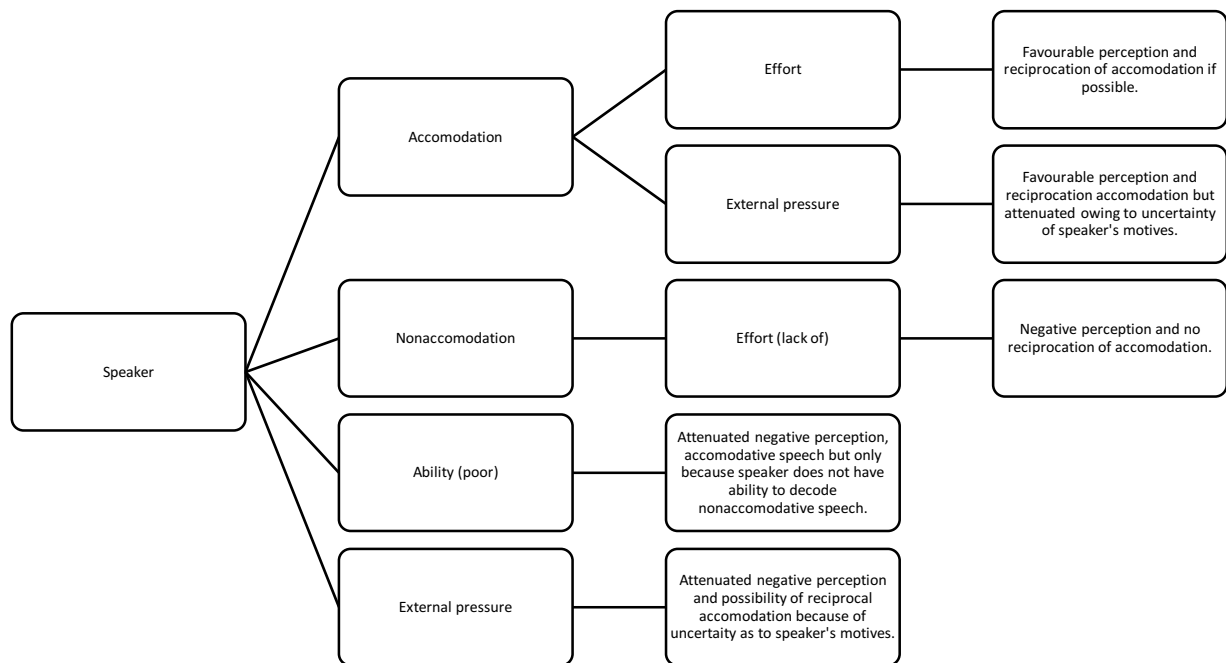 Speaker
Accomodation
Effort
Favourable perception and
reciprocation of accomodation if
possible.
External pressure
Favourable perception and
reciprocation accomodation but
attenuated owing to uncertainty
of speaker's motives.
Nonaccomodation
Effort (lack of)
Negative perception and no
reciprocation of accomodation.
Ability (poor)
Attenuated negative perception,
accomodative speech but only
because speaker does not have
ability to decode
nonaccomodative speech.
External pressure
Attenuated negative perception
and possibility of reciprocal
accomodation because of
uncertaity as to speaker's motives.